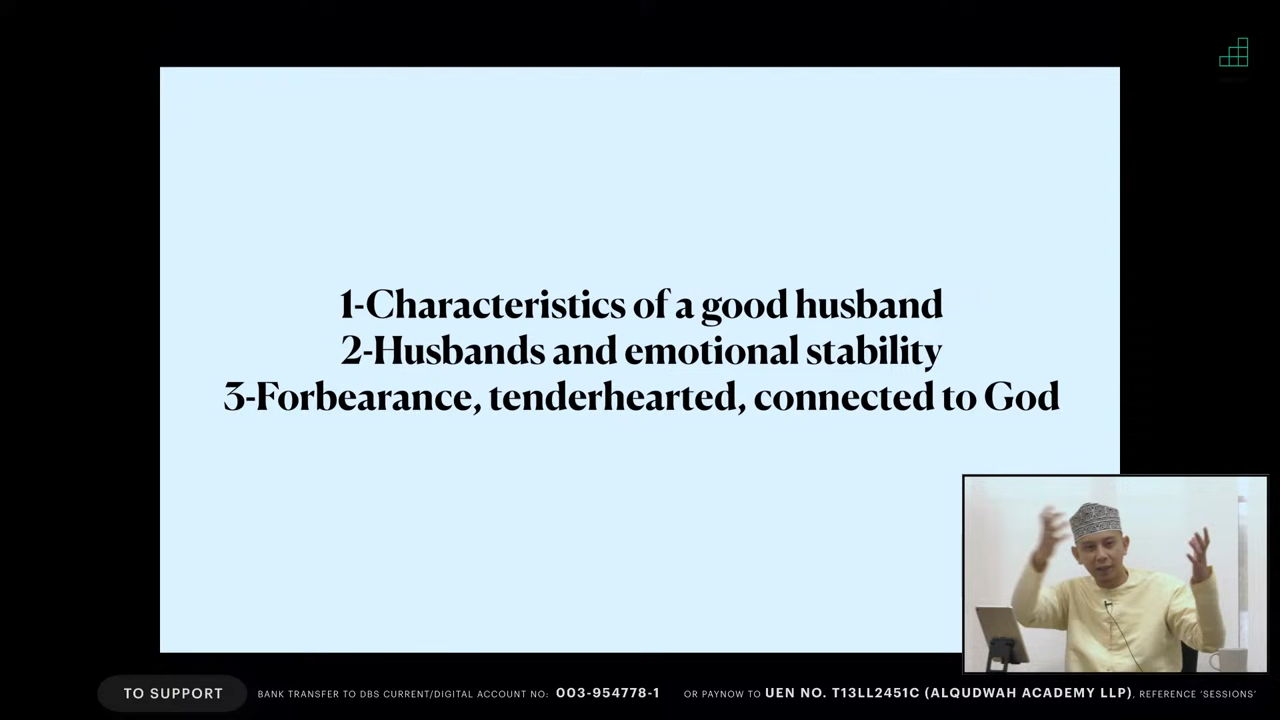 1-Characteristics of a good husband
2-Husbands and emotional stability
3-Forbearance, tenderhearted, connected to God
TO SUPPORT
BANK TRANSFER TO DBS CURRENT/DIGITAL ACCOUNT NO: 003-954778-1 OR PAYNOW TO UEN NO. T13LL2451C (ALQUDWAH ACADEMY LLP), REFERENCE ‘SESSIONS’